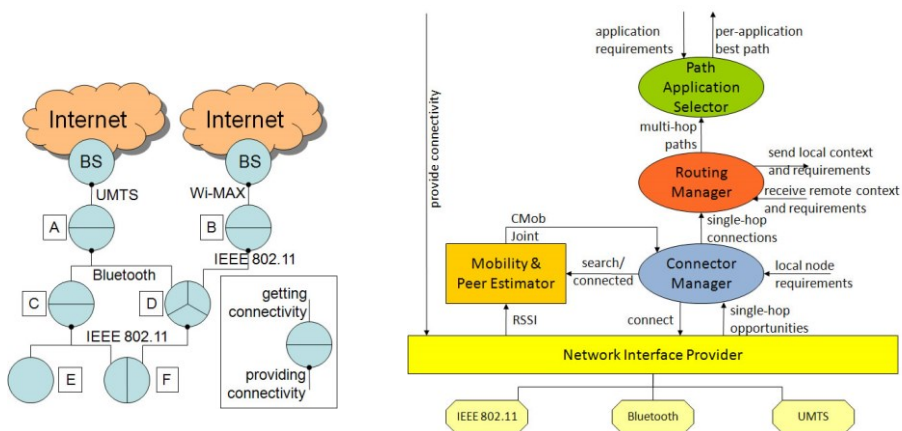 Internet
Internet
BS
BS
UMTS
Wi-MAX
A
B
IEEE 802.11
Bluetooth
C
D
getting
connectivity
IEEE 802.11
E
F
providing
connectivity
application
requirements
per-application
best path
Path
Application
Selector
provide connectivity
multi-hop
paths
Routing
Manager
send local context
and requirements
receive remote context
and requirements
single-hop
connections
CMob
Joint
Mobility &
Peer Estimator
search/
connected
Connector
Manager
local node
requirements
RSSI
connect
single-hop
opportunities
Network Interface Provider
IEEE 802.11
Bluetooth
UMTS